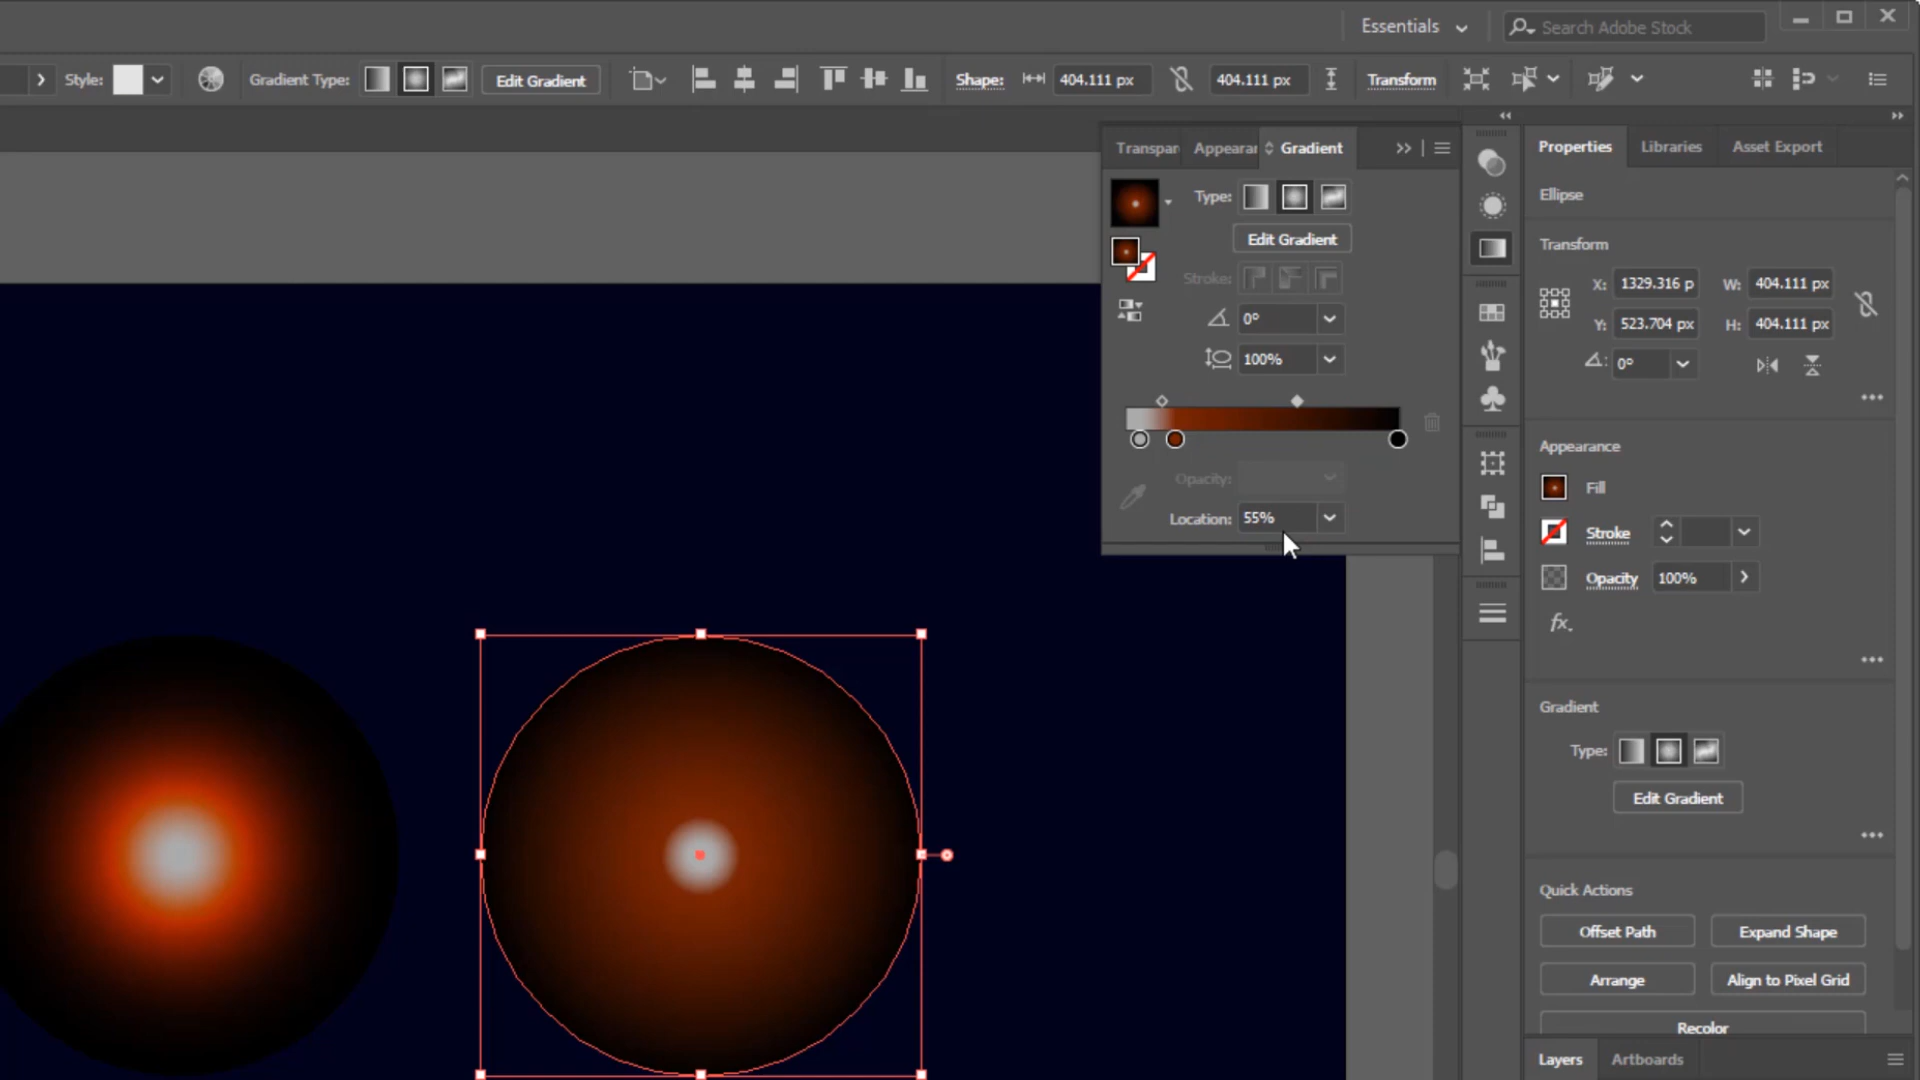 Essentials
Search Adobe Stock
Style:
Gradient Type:
Edit Gradient
Shape:
404.111 px
404.111 px
Transform
Transpar
Appearar
Gradient
Type:
Edit Gradient
Stroke:
0°
100%
Opacity:
Location:
55%
Properties
Libraries
Asset Export
Ellipse
Transform
X:
1329.316 p
W:
404.111 px
Y:
523.704 px
H:
404.111 px
0°
Appearance
Fill
Stroke
Opacity
100%
fx.
Gradient
Type:
Edit Gradient
Quick Actions
Offset Path
Expand Shape
Arrange
Align to Pixel Grid
Recolor
Layers
Artboards